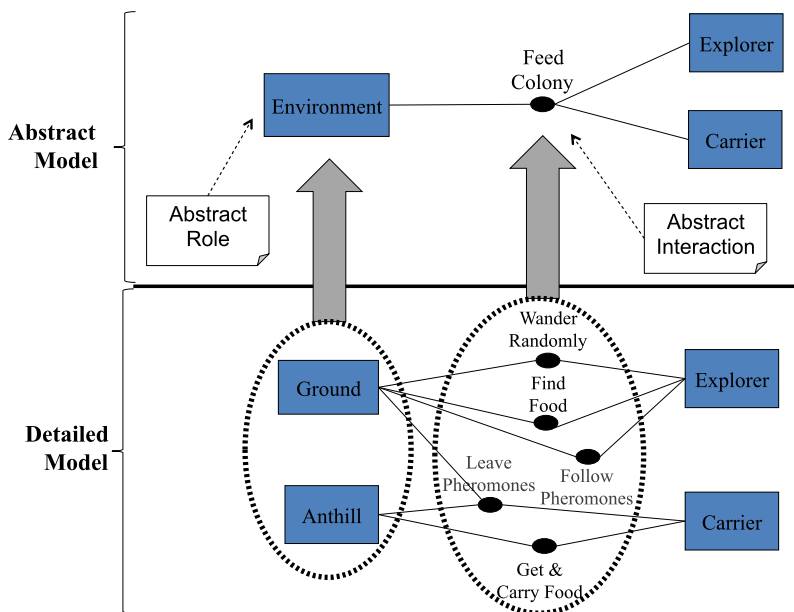 Explorer
Feed
Colony
Environment
Abstract
Model
Carrier
Abstract
Role
Abstract
Interaction
Wander
Randomly
Ground
Find
Food
Explorer
Detailed
Model
Leave
Pheromones
Follow
Pheromones
Anthill
Carrier
Get &
Carry Food